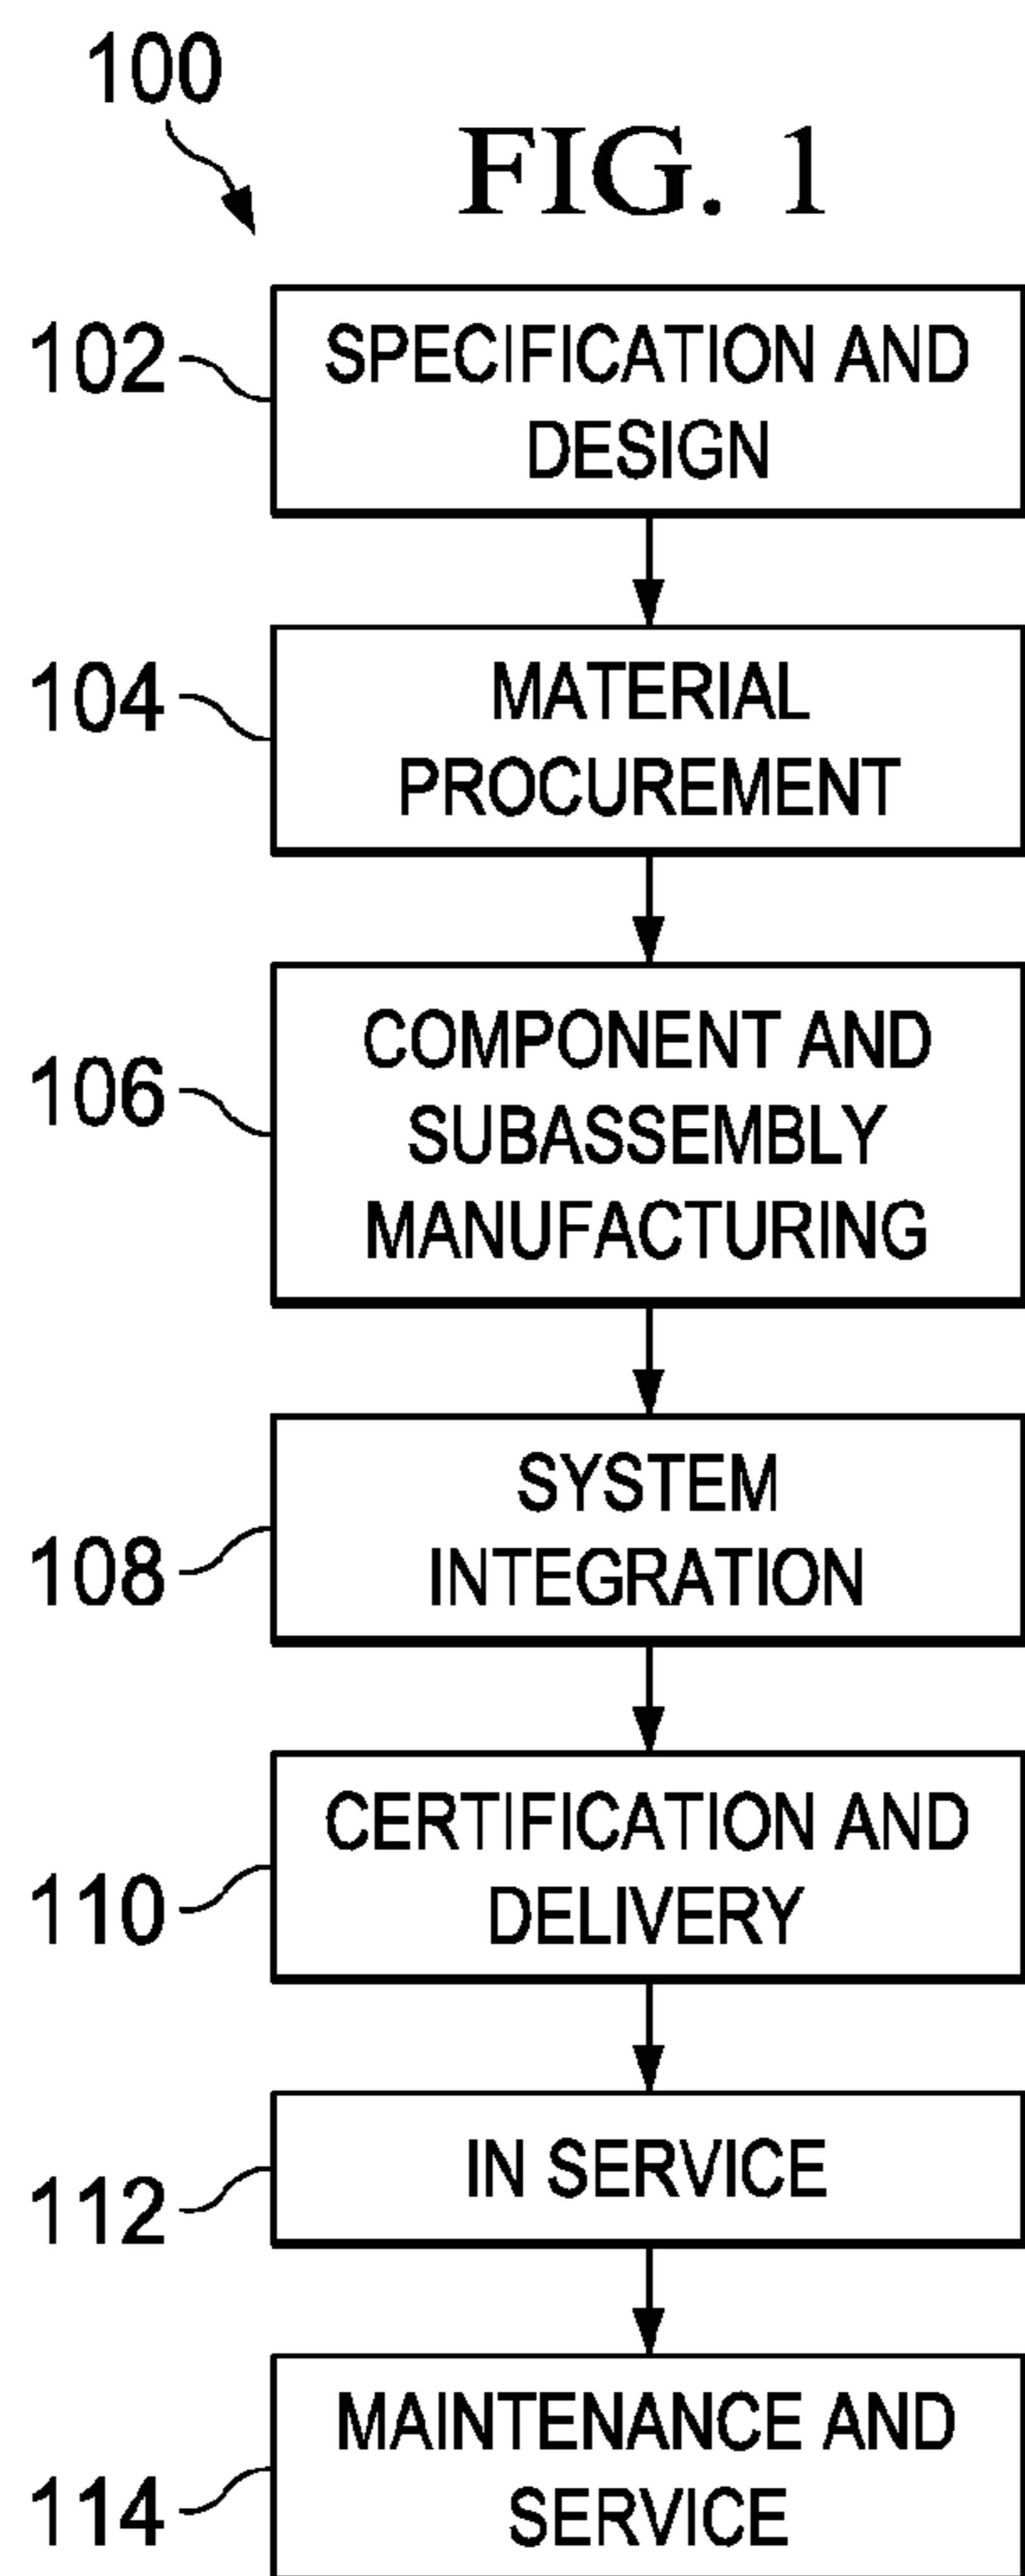 100
FIG. 1
102
SPECIFICATION AND
DESIGN
104
MATERIAL
PROCUREMENT
106
COMPONENT AND
SUBASSEMBLY
MANUFACTURING
108
SYSTEM
INTEGRATION
110
CERTIFICATION AND
DELIVERY
112
IN SERVICE
114
MAINTENANCE AND
SERVICE